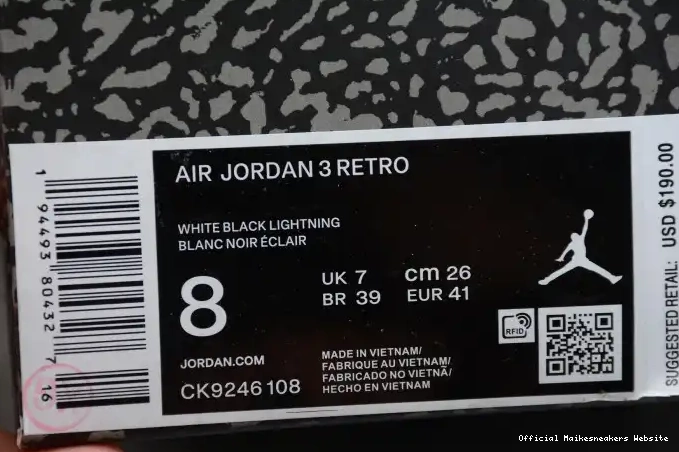 AIR JORDAN 3 RETRO
WHITE BLACK LIGHTNING
BLANC NOIR ÉCLAIR
8
UK 7
cm 26
BR 39
EUR 41
RFID
JORDAN.COM
CK9246 108
MADE IN VIETNAM/
FABRIQUE AU VIETNAM/
FABRICADO NO VIETNÃ/
HECHO EN VIETNAM
1 94493 80432 7
16
SUGGESTED RETAIL: USD $190.00
Official Maikesneakers Website